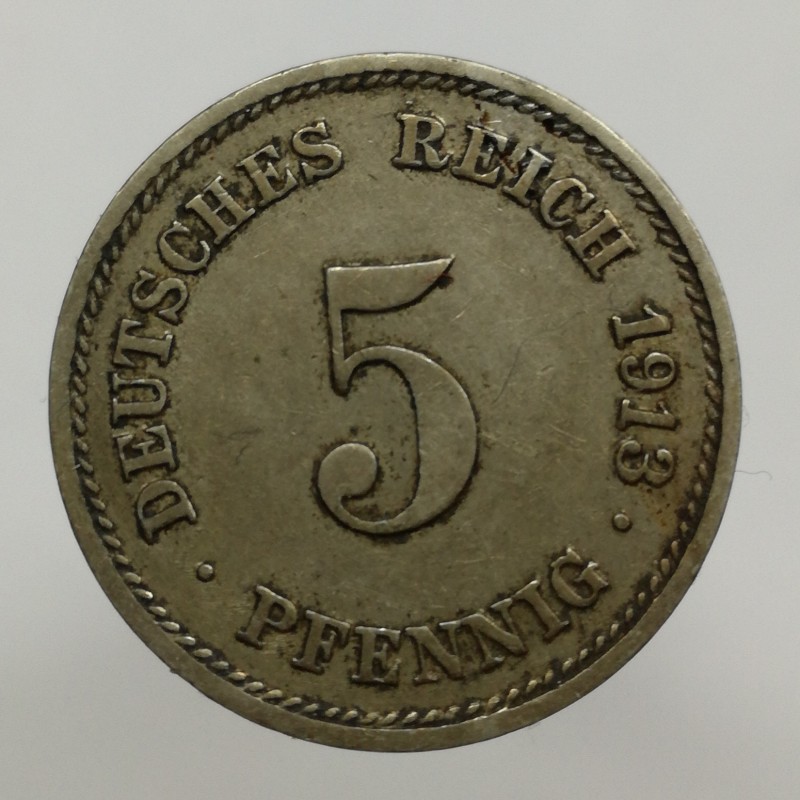 DEUTSCHES REICH 1913
5
· PFENNIG ·